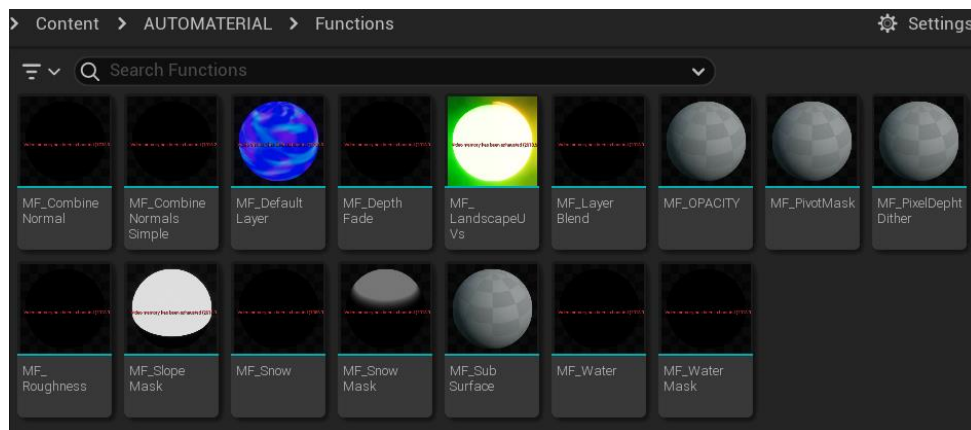 Content > AUTOMATERIAL > Functions
Settings
Search Functions
MF_Combine
Normal
MF_Combine
Normals
Simple
MF_Default
Layer
MF_Depth
Fade
MF_
LandscapeU
Vs
MF_Layer
Blend
MF_OPACITY
MF_PivotMask
MF_PixelDepht
Dither
MF_
Roughness
MF_Slope
Mask
MF_Snow
MF_Snow
Mask
MF_Sub
Surface
MF_Water
MF_Water
Mask